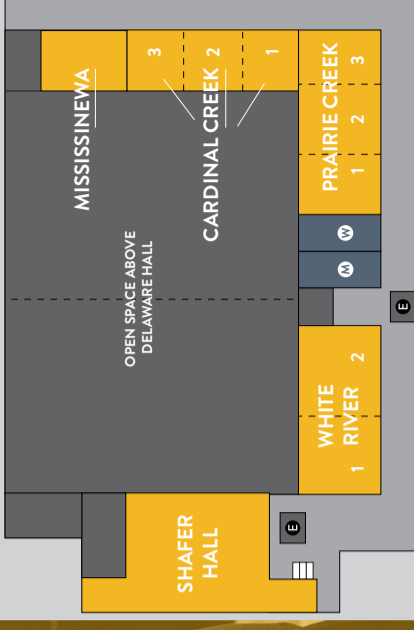 MISSISSINEWA
3
2
1
CARDINAL CREEK
PRAIRIE CREEK
3
2
1
W
M
E
OPEN SPACE ABOVE
DELAWARE HALL
WHITE
RIVER
2
1
SHAFER
HALL
E